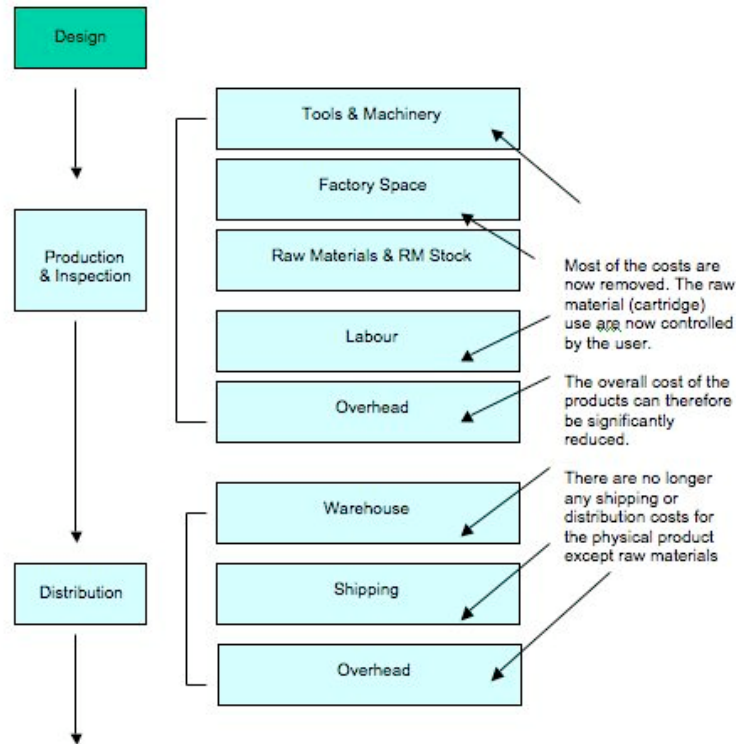 Design
Tools & Machinery
Factory Space
Production
& Inspection
Raw Materials & RM Stock
Most of the costs are
now removed. The raw
material (cartridge)
use are now controlled
by the user.
Labour
The overall cost of the
products can therefore
be significantly
reduced.
Overhead
There are no longer
any shipping or
distribution costs for
the physical product
except raw materials
Warehouse
Distribution
Shipping
Overhead